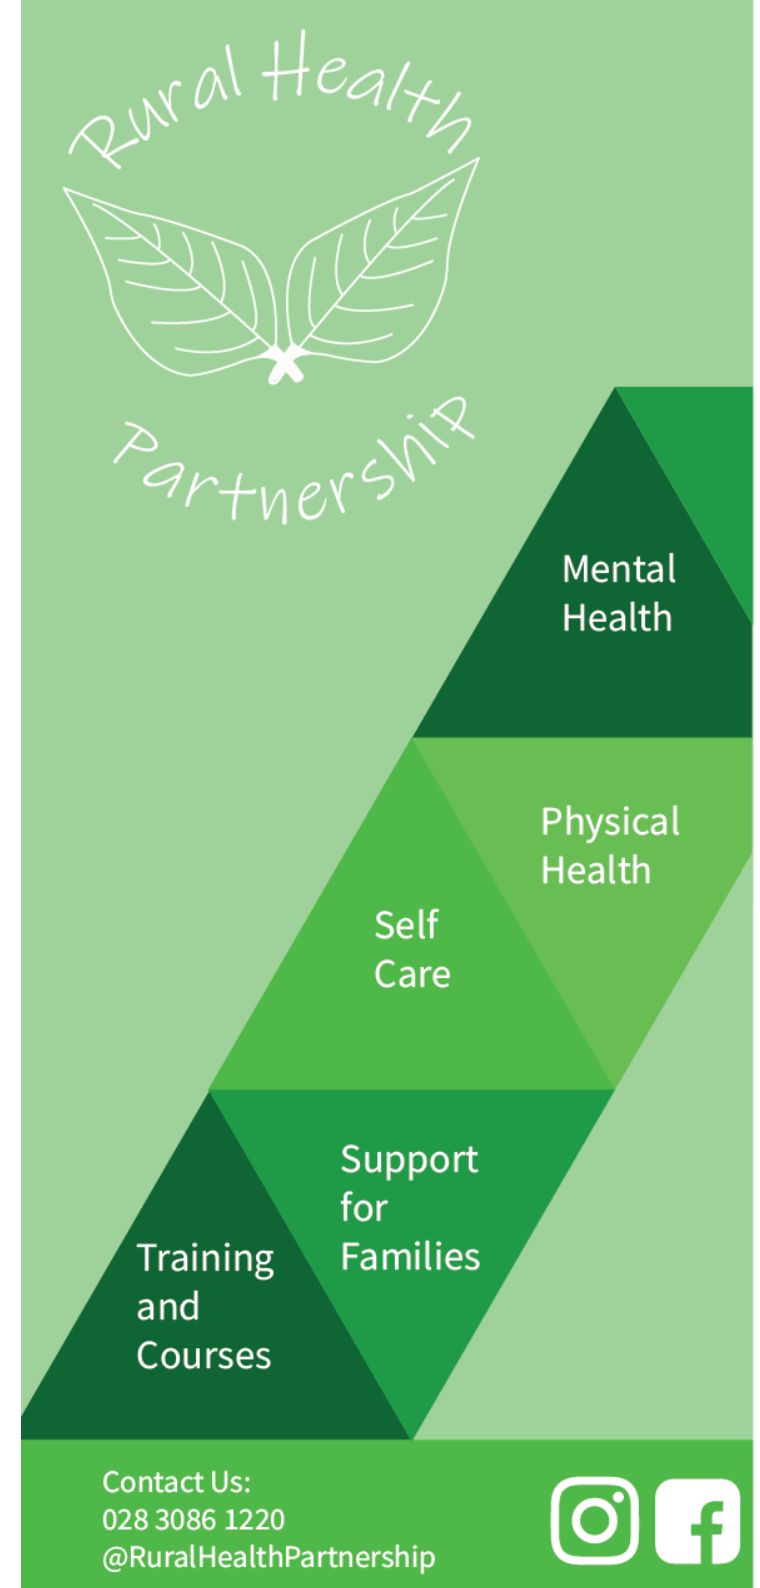 Rural Health
Partnership
Mental
Health
Physical
Health
Self
Care
Support
for
Families
Training
and
Courses
Contact Us:
028 3086 1220
@RuralHealthPartnership